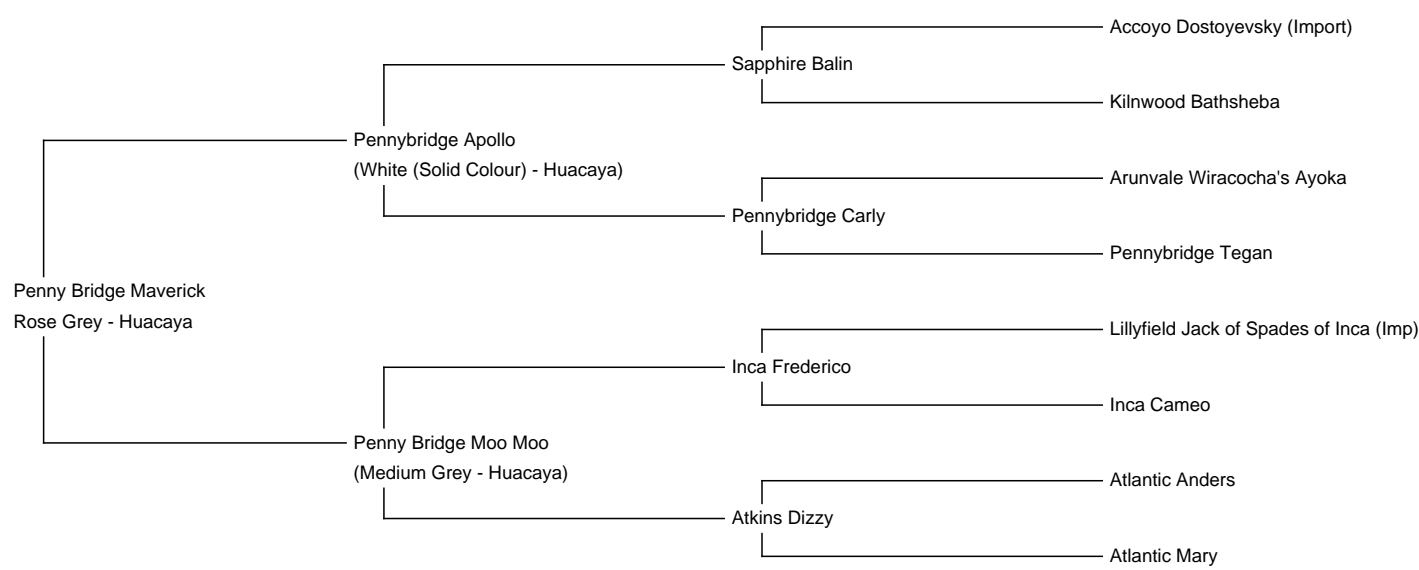 Accoyo Dostoyevsky (Import)
Sapphire Balin
Kilnwood Bathsheba
Pennybridge Apollo
(White (Solid Colour) - Huacaya)
Arunvale Wiracocha's Ayoka
Pennybridge Carly
Pennybridge Tegan
Penny Bridge Maverick
Rose Grey - Huacaya
Lillyfield Jack of Spades of Inca (Imp)
Inca Frederico
Inca Cameo
Penny Bridge Moo Moo
(Medium Grey - Huacaya)
Atlantic Anders
Atkins Dizzy
Atlantic Mary